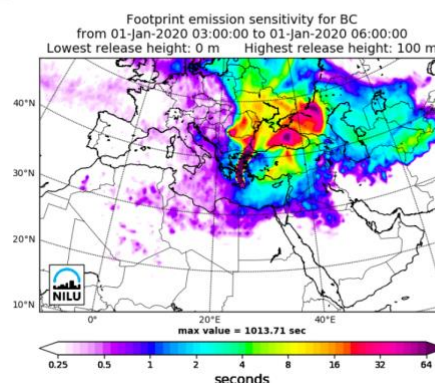 Footprint emission sensitivity for BC
from 01-Jan-2020 03:00:00 to 01-Jan-2020 06:00:00
Lowest release height: 0 m Highest release height: 100 m
40°N
30°N
20°N
10°N
NILU
0° 20°E 40°E
max value = 1013.71 sec
0.25 0.5 1 2 4 8 16 32 64
seconds